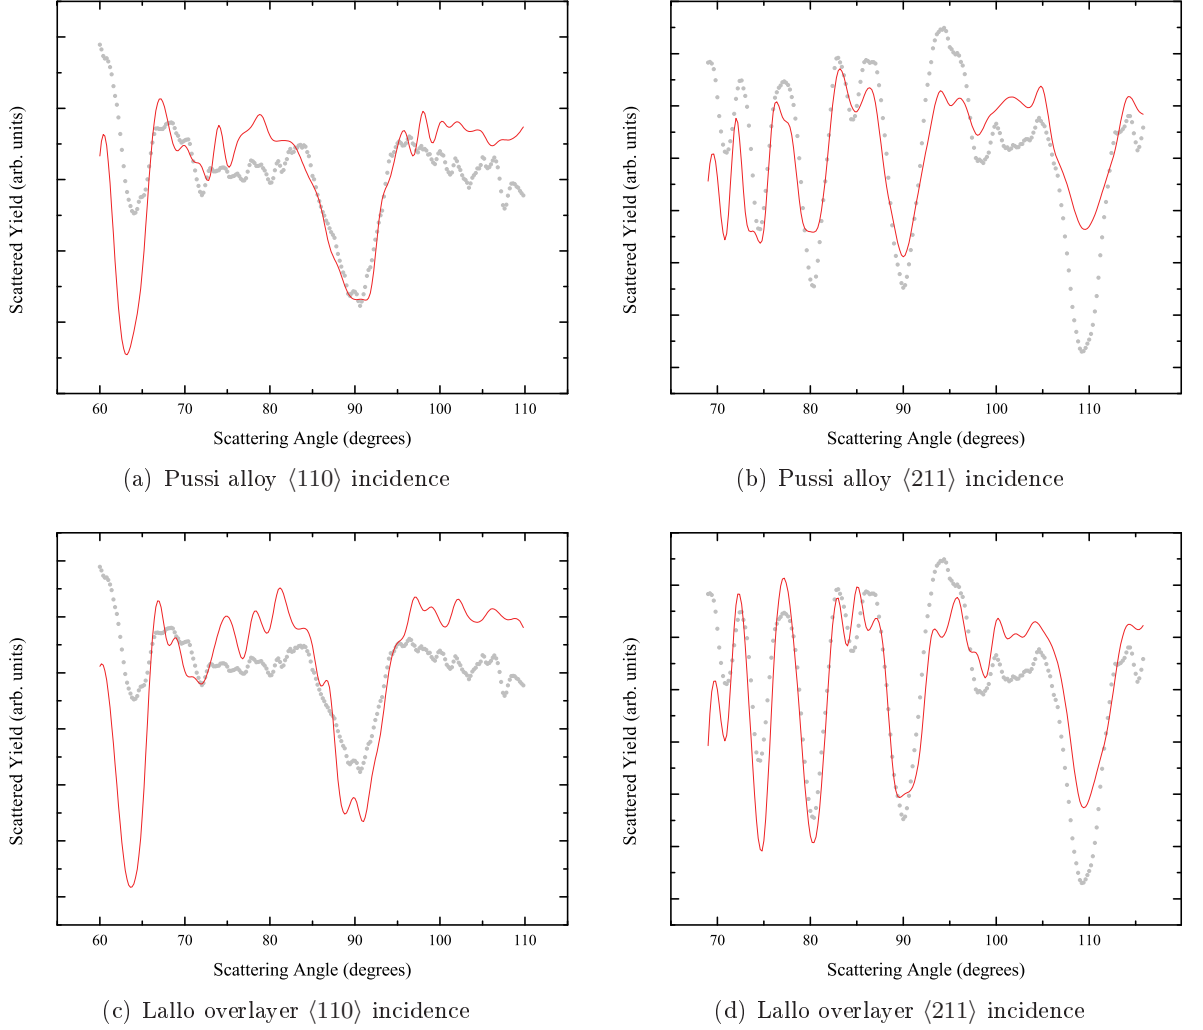 Scattered Yield (arb. units)
60 70 80 90 100 110
Scattering Angle (degrees)
(a) Pussi alloy ⟨110⟩ incidence
Scattered Yield (arb. units)
70 80 90 100 110
Scattering Angle (degrees)
(b) Pussi alloy ⟨211⟩ incidence
Scattered Yield (arb. units)
60 70 80 90 100 110
Scattering Angle (degrees)
(c) Lallo overlayer ⟨110⟩ incidence
Scattered Yield (arb. units)
70 80 90 100 110
Scattering Angle (degrees)
(d) Lallo overlayer ⟨211⟩ incidence